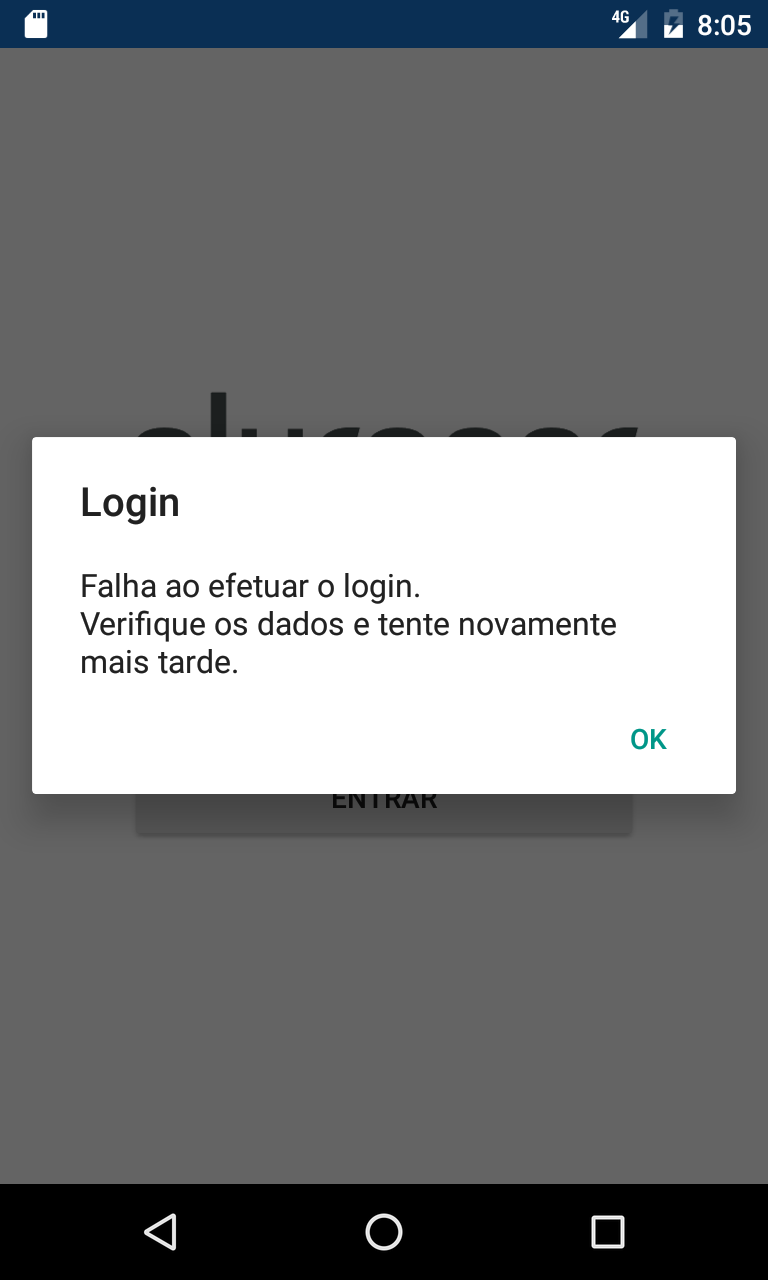 4G 8:05
Login
Falha ao efetuar o login.
Verifique os dados e tente novamente
mais tarde.
OK
ENTRAR